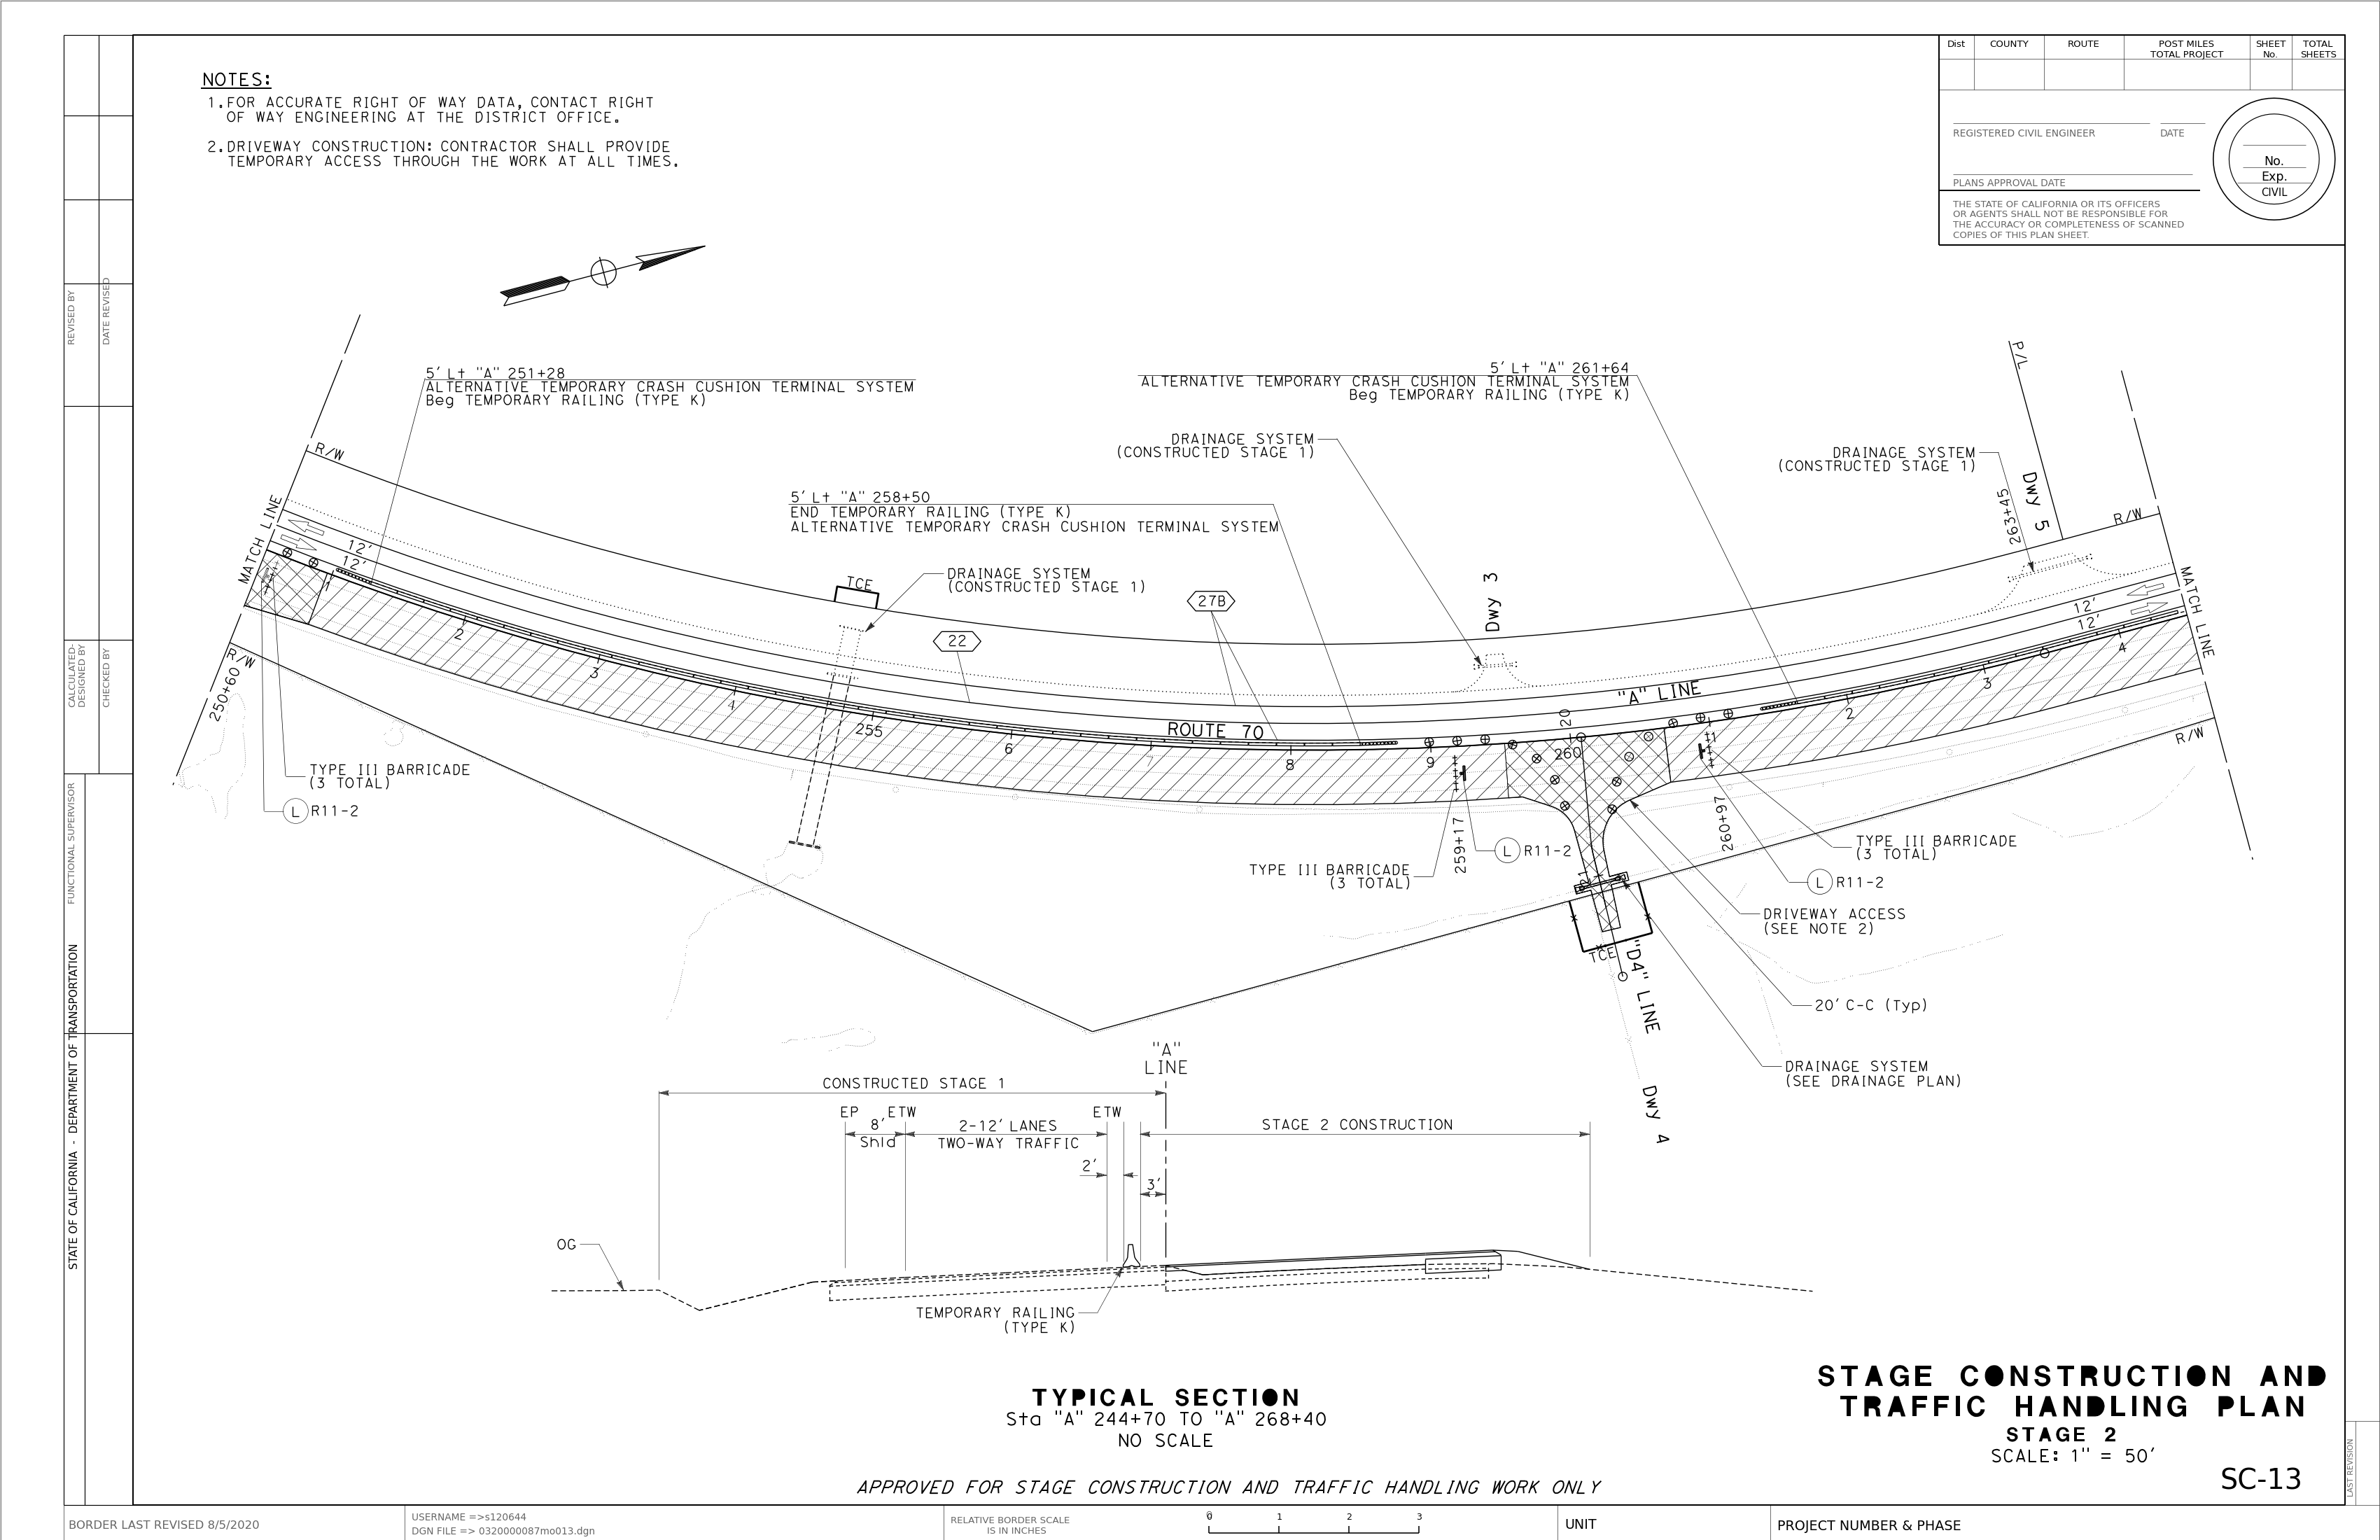 Dist COUNTY ROUTE POST MILES TOTAL PROJECT SHEET No. TOTAL SHEETS
REGISTERED CIVIL ENGINEER DATE
PLANS APPROVAL DATE
No.
Exp.
CIVIL
THE STATE OF CALIFORNIA OR ITS OFFICERS
OR AGENTS SHALL NOT BE RESPONSIBLE FOR
THE ACCURACY OR COMPLETENESS OF SCANNED
COPIES OF THIS PLAN SHEET.
NOTES:
1. FOR ACCURATE RIGHT OF WAY DATA, CONTACT RIGHT
OF WAY ENGINEERING AT THE DISTRICT OFFICE.
2. DRIVEWAY CONSTRUCTION: CONTRACTOR SHALL PROVIDE
TEMPORARY ACCESS THROUGH THE WORK AT ALL TIMES.
REVISED BY
DATE REVISED
CALCULATED-
DESIGNED BY
CHECKED BY
FUNCTIONAL SUPERVISOR
STATE OF CALIFORNIA - DEPARTMENT OF TRANSPORTATION
5' Lt "A" 251+28
ALTERNATIVE TEMPORARY CRASH CUSHION TERMINAL SYSTEM
Beg TEMPORARY RAILING (TYPE K)
5' Lt "A" 261+64
ALTERNATIVE TEMPORARY CRASH CUSHION TERMINAL SYSTEM
Beg TEMPORARY RAILING (TYPE K)
DRAINAGE SYSTEM
(CONSTRUCTED STAGE 1)
DRAINAGE SYSTEM
(CONSTRUCTED STAGE 1)
5' Lt "A" 258+50
END TEMPORARY RAILING (TYPE K)
ALTERNATIVE TEMPORARY CRASH CUSHION TERMINAL SYSTEM
DRAINAGE SYSTEM
(CONSTRUCTED STAGE 1)
P/L
Dwy 5
263+45
R/W
R/W
MATCH LINE
12'
12'
TCE
27B
22
Dwy 3
"A" LINE
ROUTE 70
12'
12'
MATCH LINE
1
2
3
4
255
6
7
8
9
260
1
2
3
4
20
21
R/W
250+60
R/W
TYPE III BARRICADE
(3 TOTAL)
L R11-2
TYPE III BARRICADE
(3 TOTAL)
259+17
L R11-2
260+97
TYPE III BARRICADE
(3 TOTAL)
L R11-2
DRIVEWAY ACCESS
(SEE NOTE 2)
TCE
"D4" LINE
20' C-C (Typ)
DRAINAGE SYSTEM
(SEE DRAINAGE PLAN)
Dwy 4
"A"
LINE
CONSTRUCTED STAGE 1
EP ETW ETW
8'
Shld
2-12' LANES
TWO-WAY TRAFFIC
STAGE 2 CONSTRUCTION
2'
3'
OG
TEMPORARY RAILING
(TYPE K)
TYPICAL SECTION
Sta "A" 244+70 TO "A" 268+40
NO SCALE
STAGE CONSTRUCTION AND
TRAFFIC HANDLING PLAN
STAGE 2
SCALE: 1" = 50'
SC-13
APPROVED FOR STAGE CONSTRUCTION AND TRAFFIC HANDLING WORK ONLY
LAST REVISION
BORDER LAST REVISED 8/5/2020
USERNAME =>s120644
DGN FILE => 0320000087mo013.dgn
RELATIVE BORDER SCALE
IS IN INCHES
0 1 2 3
UNIT
PROJECT NUMBER & PHASE